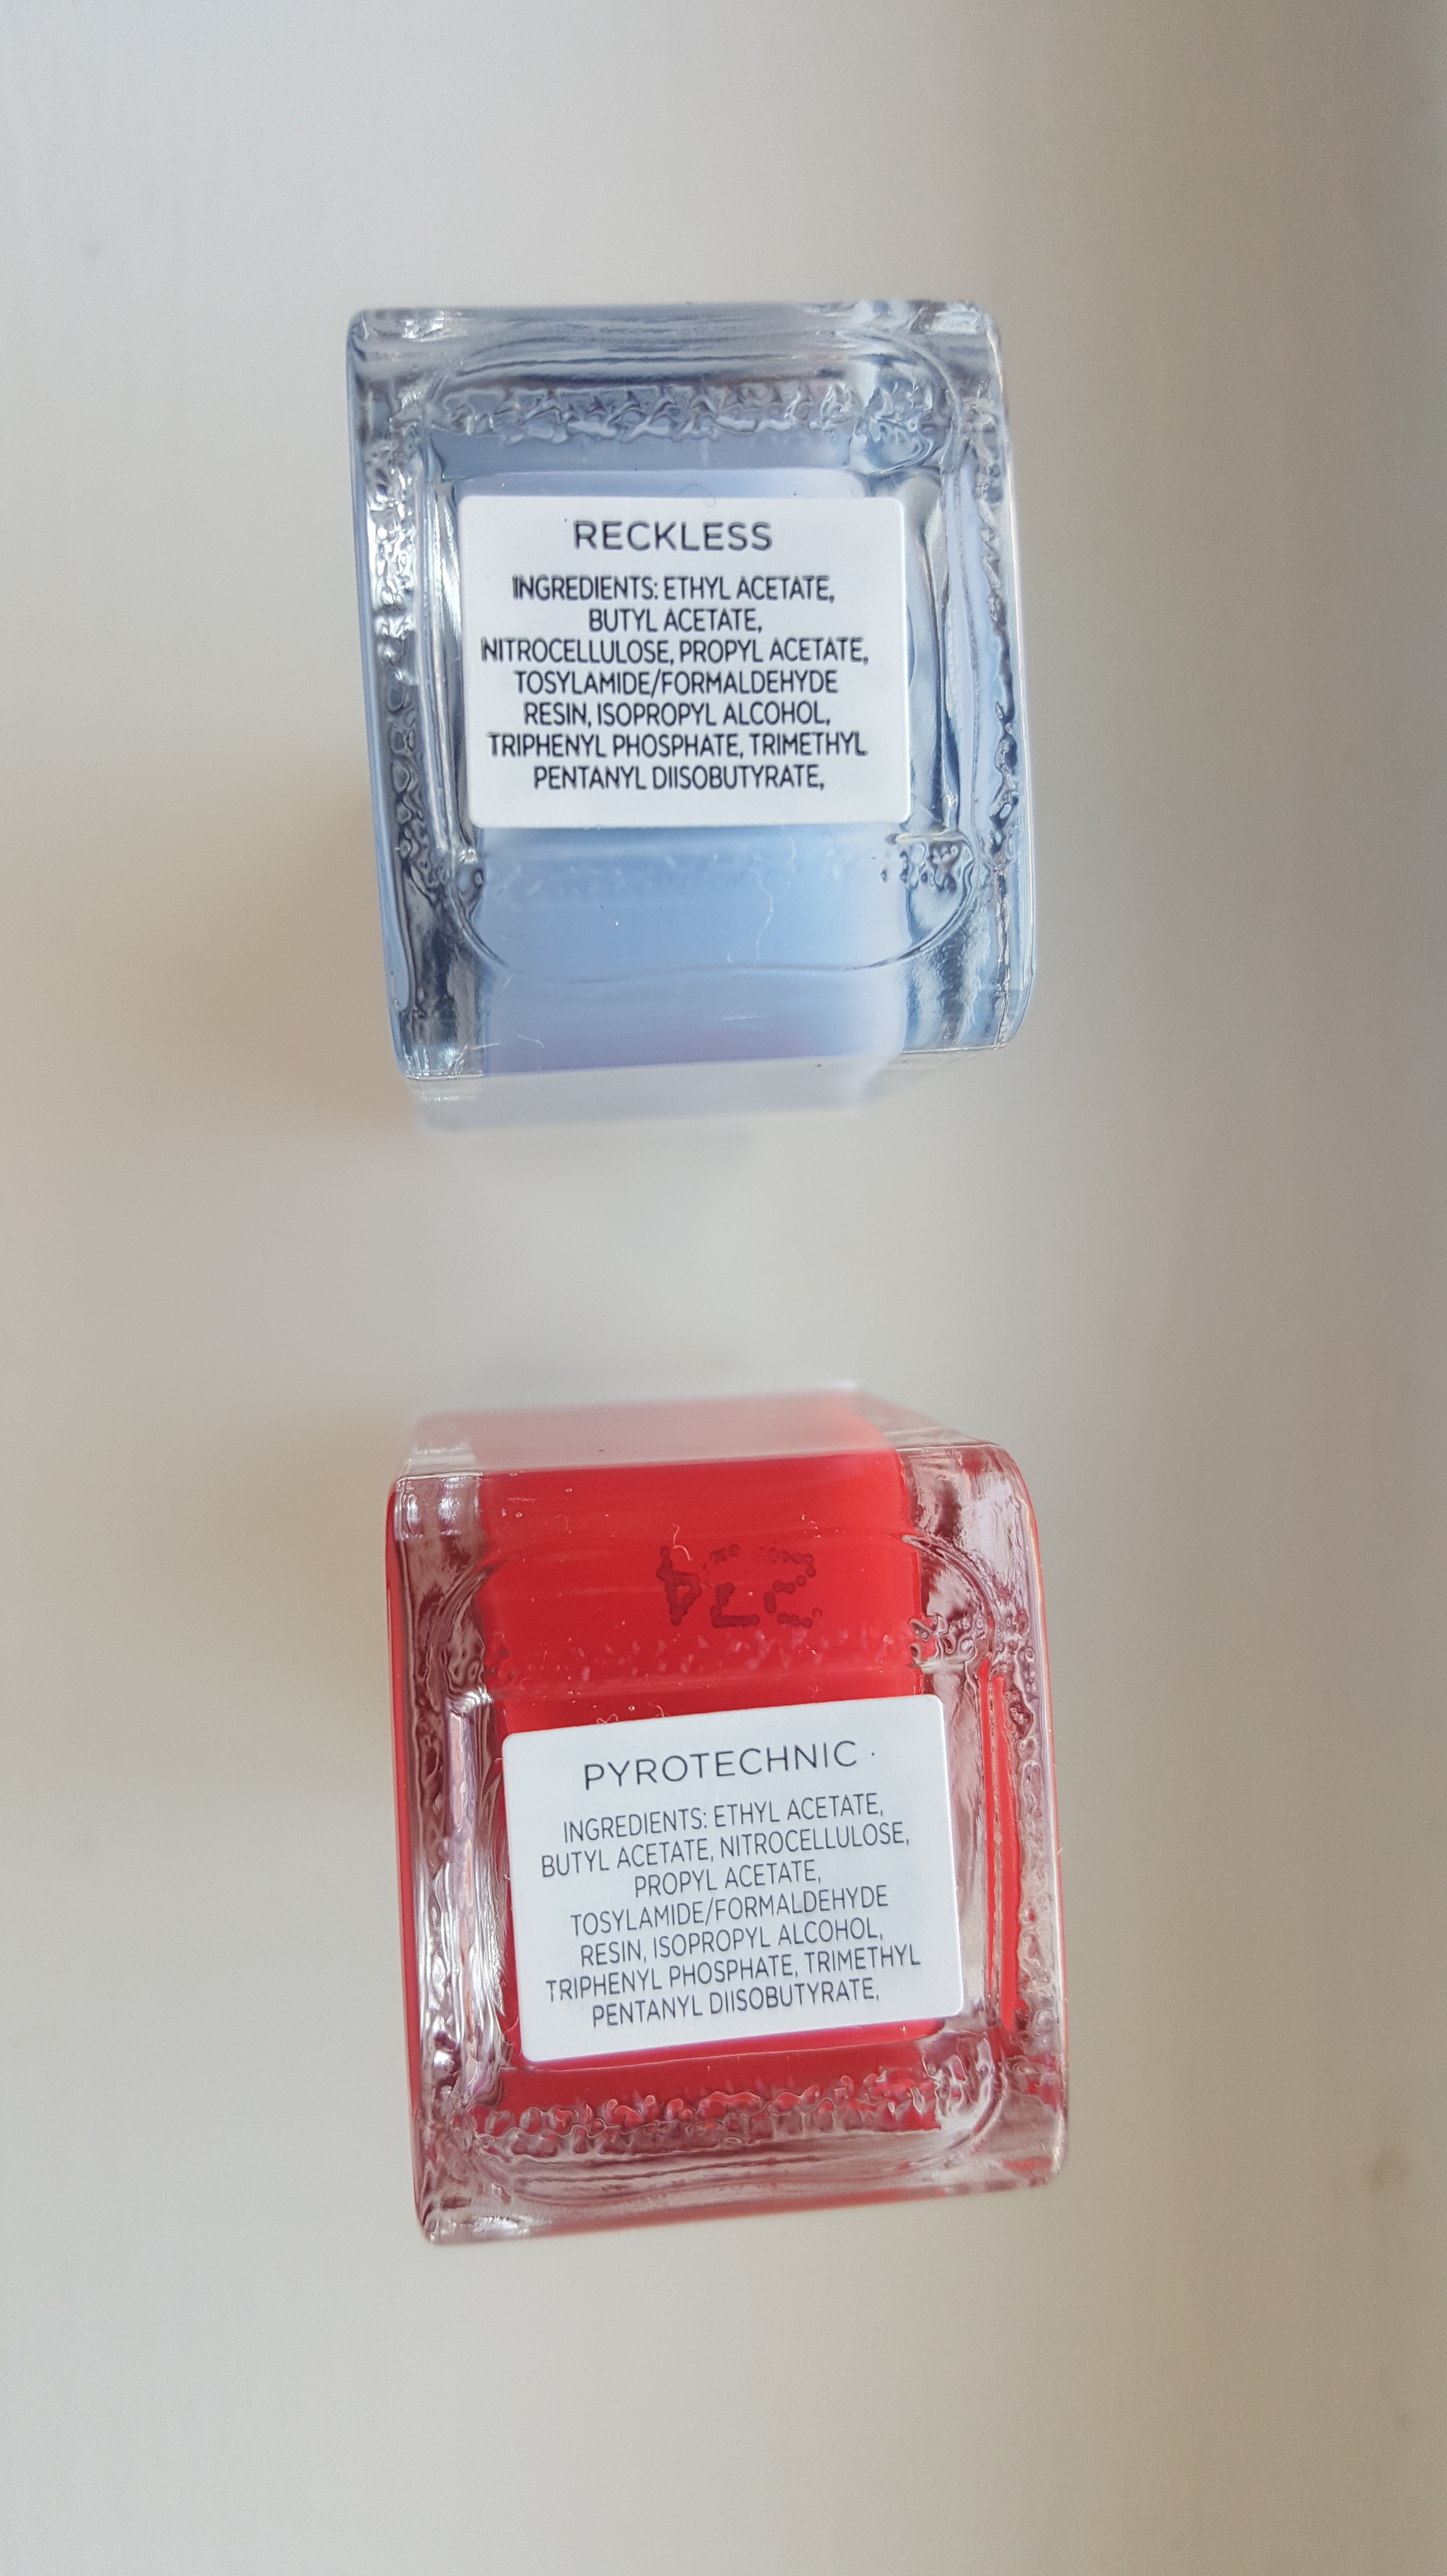 RECKLESS
INGREDIENTS: ETHYL ACETATE,
BUTYL ACETATE,
NITROCELLULOSE, PROPYL ACETATE,
TOSYLAMIDE/FORMALDEHYDE
RESIN, ISOPROPYL ALCOHOL,
TRIPHENYL PHOSPHATE, TRIMETHYL
PENTANYL DIISOBUTYRATE,
PYROTECHNIC
INGREDIENTS: ETHYL ACETATE,
BUTYL ACETATE, NITROCELLULOSE,
PROPYL ACETATE,
TOSYLAMIDE/FORMALDEHYDE
RESIN, ISOPROPYL ALCOHOL,
TRIPHENYL PHOSPHATE, TRIMETHYL
PENTANYL DIISOBUTYRATE,